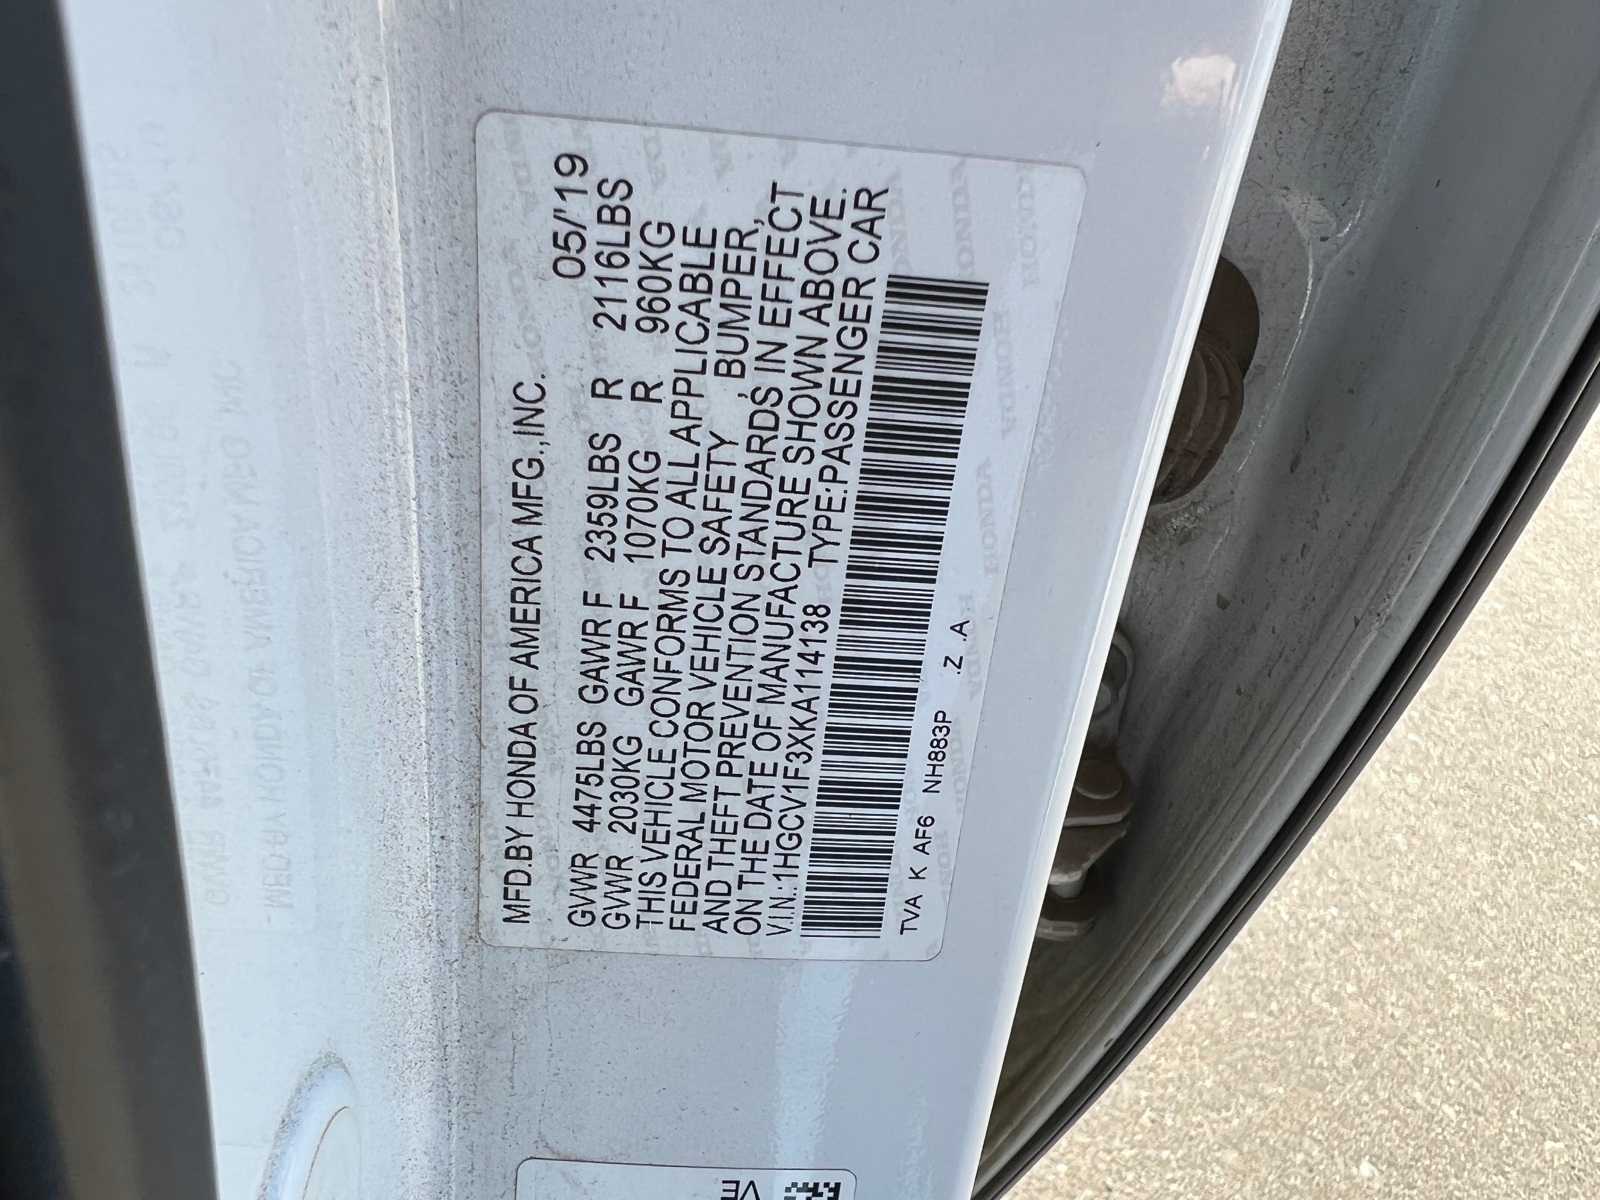 MFD.BY HONDA OF AMERICA MFG.,INC. 05/'19
GVWR 4475LBS GAWR F 2359LBS R 2116LBS
GVWR 2030KG GAWR F 1070KG R 960KG
THIS VEHICLE CONFORMS TO ALL APPLICABLE
FEDERAL MOTOR VEHICLE SAFETY , BUMPER,
AND THEFT PREVENTION STANDARDS IN EFFECT
ON THE DATE OF MANUFACTURE SHOWN ABOVE.
V.I.N.:1HGCV1F3XKA114138 TYPE:PASSENGER CAR
TVA K AF6 NH883P .Z .A
VE